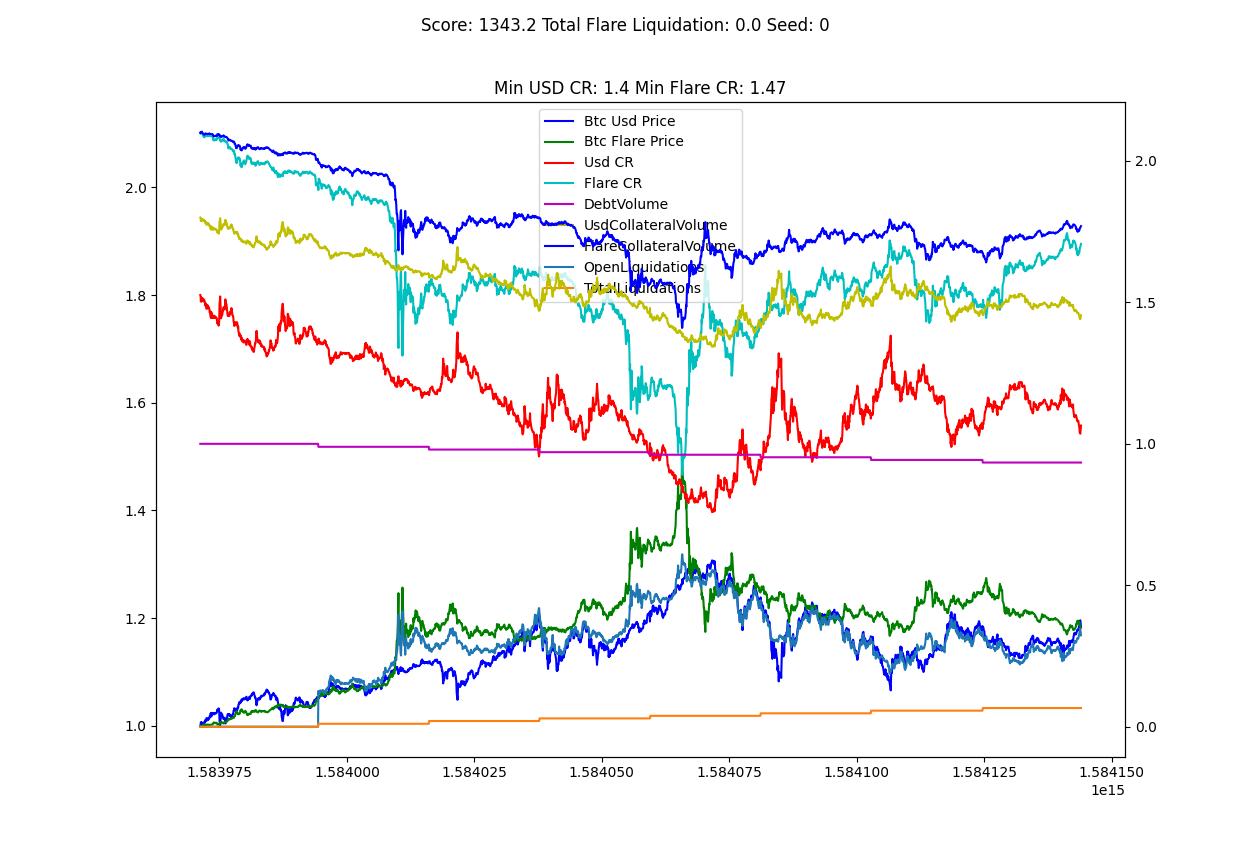 Score: 1343.2 Total Flare Liquidation: 0.0 Seed: 0
Min USD CR: 1.4 Min Flare CR: 1.47
Btc Usd Price
Btc Flare Price
Usd CR
Flare CR
DebtVolume
UsdCollateralVolume
FlareCollateralVolume
OpenLiquidations
TotalLiquidations
2.0
1.8
1.6
1.4
1.2
1.0
2.0
1.5
1.0
0.5
0.0
1.583975 1.584000 1.584025 1.584050 1.584075 1.584100 1.584125 1.584150
1e15